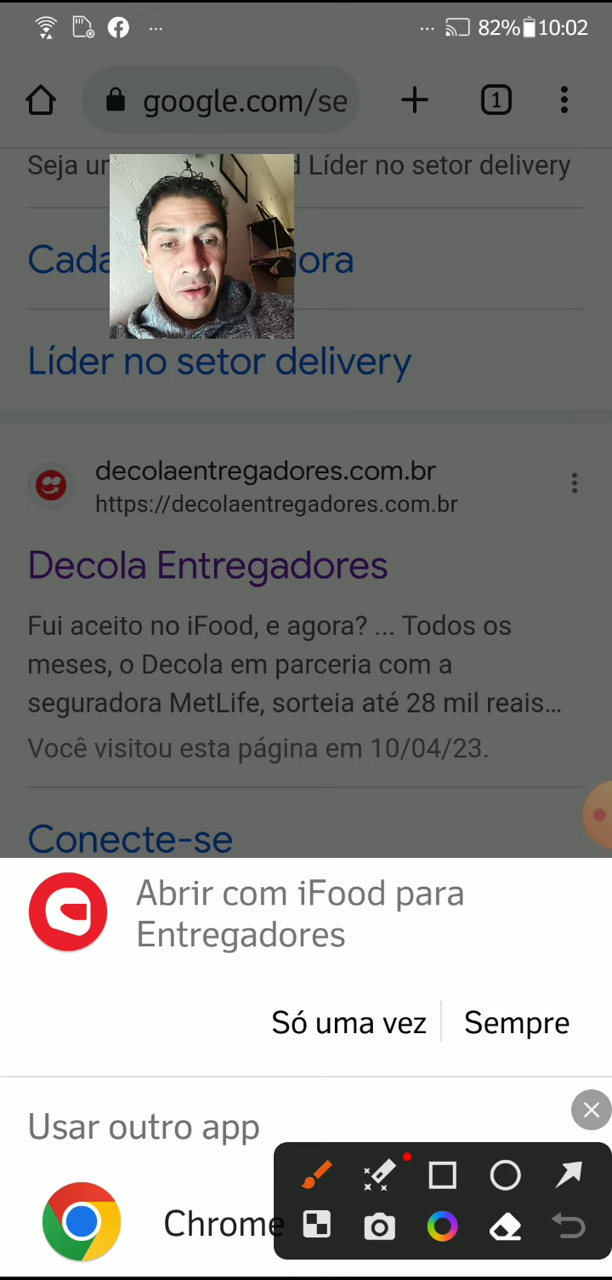 82% 10:02
google.com/se
1
Seja um d Líder no setor delivery
Cada ora
Líder no setor delivery
decolaentregadores.com.br
https://decolaentregadores.com.br
Decola Entregadores
Fui aceito no iFood, e agora? ... Todos os
meses, o Decola em parceria com a
seguradora MetLife, sorteia até 28 mil reais...
Você visitou esta página em 10/04/23.
Conecte-se
Abrir com iFood para
Entregadores
Só uma vez
Sempre
Usar outro app
Chrome